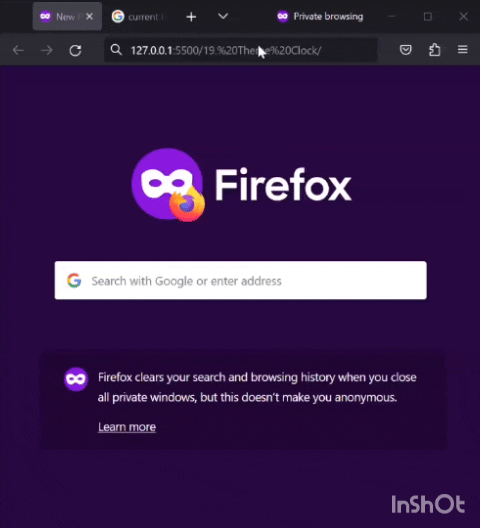 New
current
Private browsing
127.0.0.1:5500/19.%20Theme%20Clock/
Firefox
Search with Google or enter address
Firefox clears your search and browsing history when you close
all private windows, but this doesn’t make you anonymous.
Learn more
InShOt